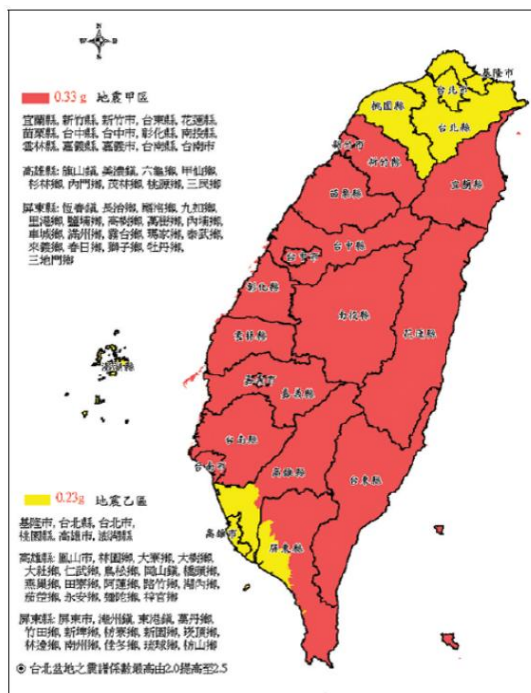 0.33 g 地震甲區
宜蘭縣, 新竹縣, 新竹市, 台東縣, 花蓮縣,
苗栗縣, 台中縣, 台中市, 彰化縣, 南投縣,
雲林縣, 嘉義縣, 嘉義市, 台南縣, 台南市
高雄縣: 旗山鎮, 美濃鎮, 六龜鄉, 甲仙鄉,
杉林鄉, 內門鄉, 茂林鄉, 桃源鄉, 三民鄉
屏東縣: 恆春鎮, 長治鄉, 麟洛鄉, 九如鄉,
里港鄉, 鹽埔鄉, 高樹鄉, 萬巒鄉, 內埔鄉,
車城鄉, 滿州鄉, 霧台鄉, 瑪家鄉, 泰武鄉,
來義鄉, 春日鄉, 獅子鄉, 牡丹鄉,
三地門鄉
基隆市
台北市
桃園縣
台北縣
新竹市
新竹縣
宜蘭縣
苗栗縣
台中縣
台中市
彰化縣
南投縣
花蓮縣
雲林縣
澎湖縣
嘉義市
嘉義縣
台南縣
台南市
高雄縣
台東縣
高雄市
屏東縣
0.23g 地震乙區
基隆市, 台北縣, 台北市,
桃園縣, 高雄市, 澎湖縣
高雄縣: 鳳山市, 林園鄉, 大寮鄉, 大樹鄉,
大社鄉, 仁武鄉, 鳥松鄉, 岡山鎮, 橋頭鄉,
燕巢鄉, 田寮鄉, 阿蓮鄉, 路竹鄉, 湖內鄉,
茄萣鄉, 永安鄉, 彌陀鄉, 梓官鄉
屏東縣: 屏東市, 潮州鎮, 東港鎮, 萬丹鄉,
竹田鄉, 新埤鄉, 枋寮鄉, 新園鄉, 崁頂鄉,
林邊鄉, 南州鄉, 佳冬鄉, 琉球鄉, 枋山鄉
⊙ 台北盆地之震譜係數最高由2.0提高至2.5